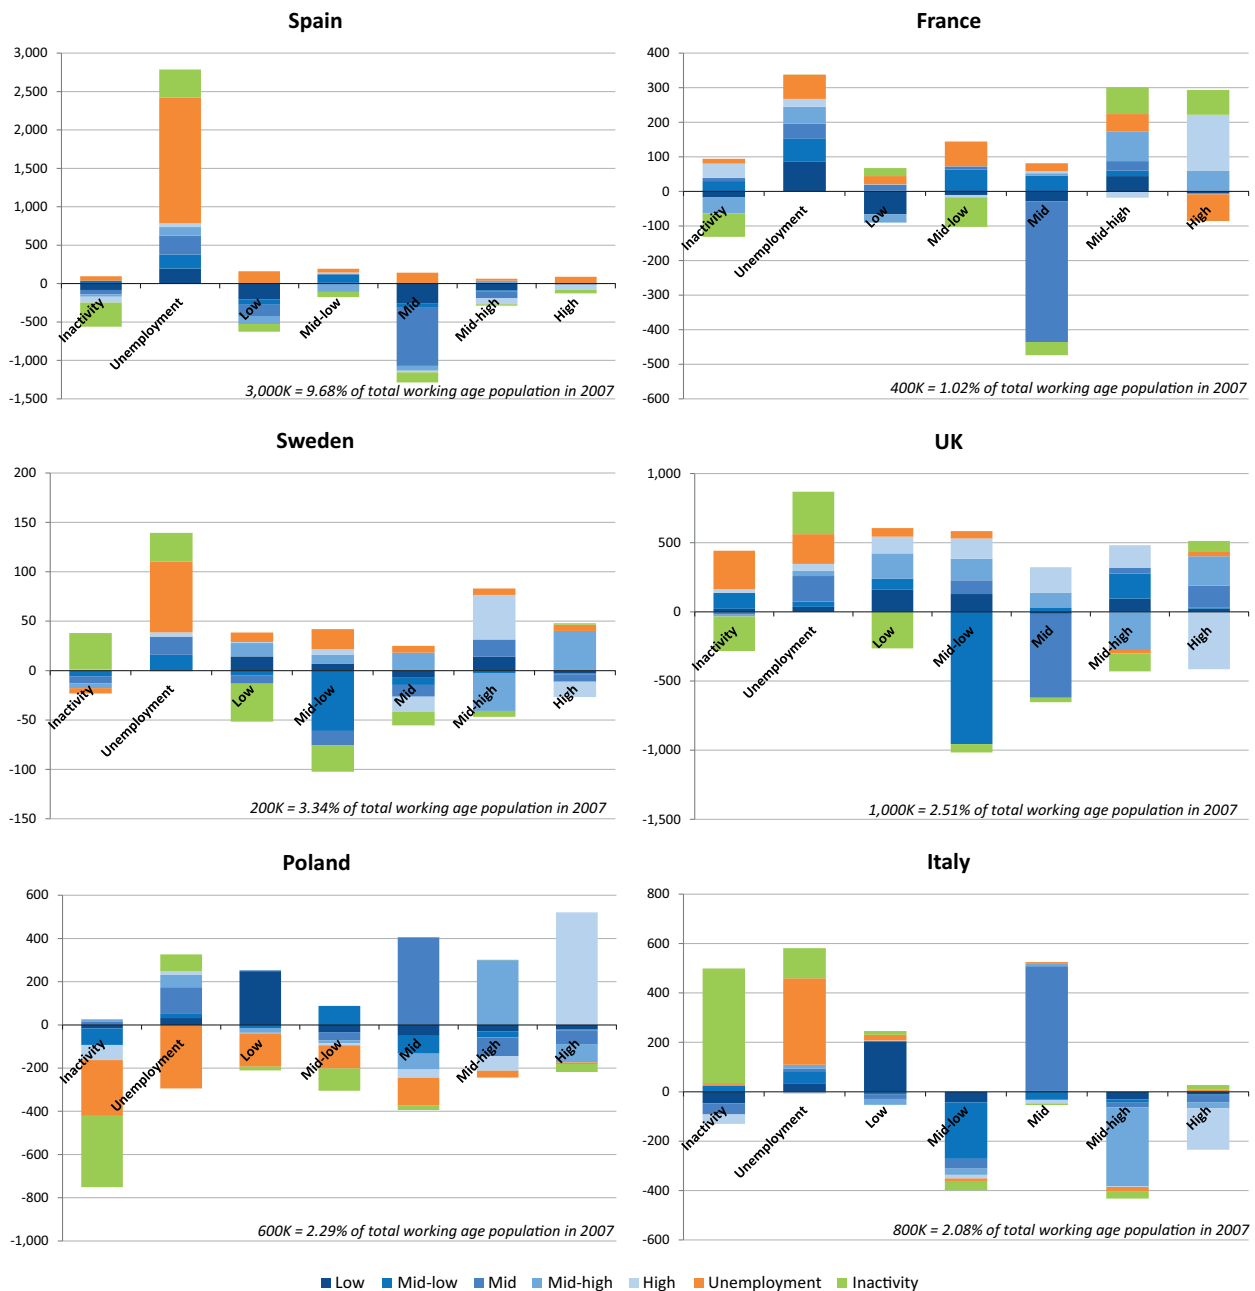 Spain
3,000
2,500
2,000
1,500
1,000
500
0
-500
-1,000
-1,500
Inactivity
Unemployment
Low
Mid-low
Mid
Mid-high
High
3,000K = 9.68% of total working age population in 2007
France
400
300
200
100
0
-100
-200
-300
-400
-500
-600
Inactivity
Unemployment
Low
Mid-low
Mid
Mid-high
High
400K = 1.02% of total working age population in 2007
Sweden
200
150
100
50
0
-50
-100
-150
Inactivity
Unemployment
Low
Mid-low
Mid
Mid-high
High
200K = 3.34% of total working age population in 2007
UK
1,000
500
0
-500
-1,000
-1,500
Inactivity
Unemployment
Low
Mid-low
Mid
Mid-high
High
1,000K = 2.51% of total working age population in 2007
Poland
600
400
200
0
-200
-400
-600
-800
-1,000
Inactivity
Unemployment
Low
Mid-low
Mid
Mid-high
High
600K = 2.29% of total working age population in 2007
Italy
800
600
400
200
0
-200
-400
-600
Inactivity
Unemployment
Low
Mid-low
Mid
Mid-high
High
800K = 2.08% of total working age population in 2007
Low Mid-low Mid Mid-high High Unemployment Inactivity